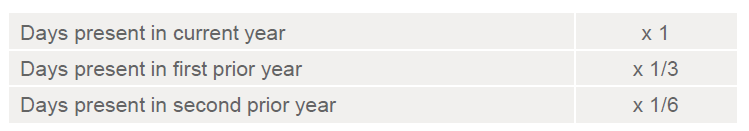 Days present in current year x 1
Days present in first prior year x 1/3
Days present in second prior year x 1/6